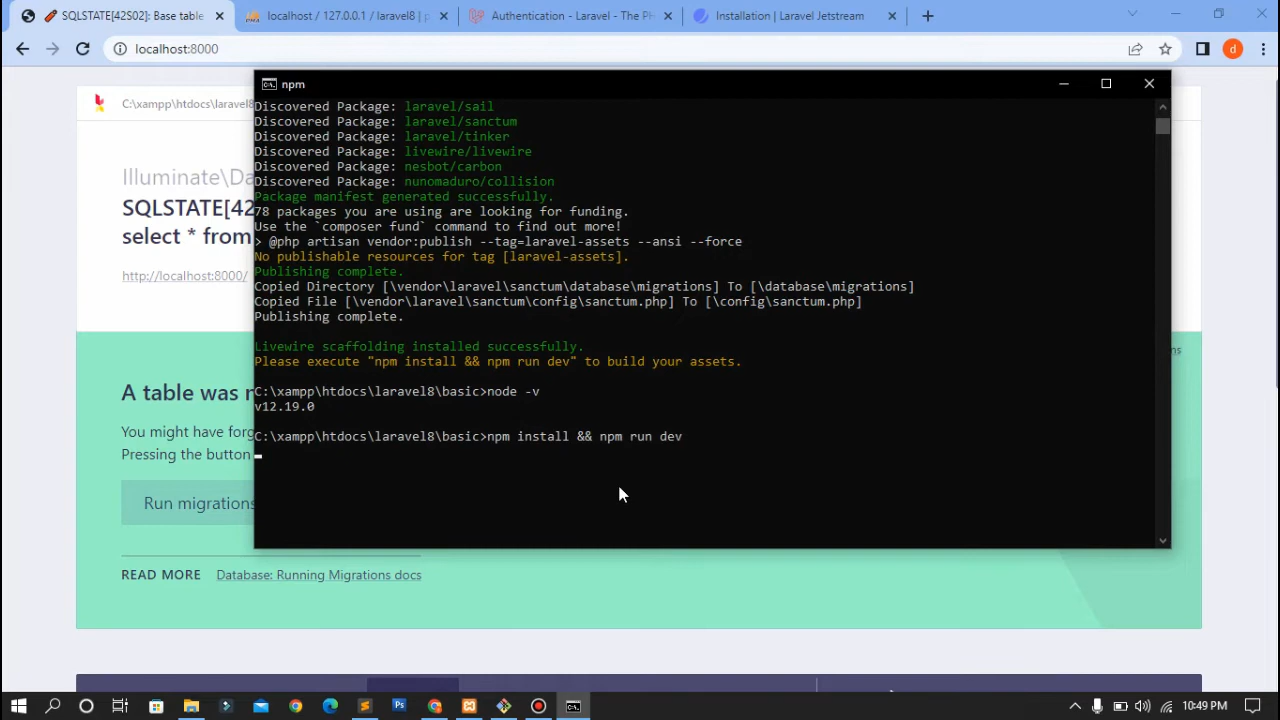 SQLSTATE[42S02]: Base table
localhost / 127.0.0.1 / laravel8 | p
Authentication - Laravel - The PH
Installation | Laravel Jetstream
localhost:8000
d
npm
C:\xampp\htdocs\laravel8
Illuminate\Da
SQLSTATE[42
select * from
http://localhost:8000/
Discovered Package: laravel/sail
Discovered Package: laravel/sanctum
Discovered Package: laravel/tinker
Discovered Package: livewire/livewire
Discovered Package: nesbot/carbon
Discovered Package: nunomaduro/collision
Package manifest generated successfully.
78 packages you are using are looking for funding.
Use the `composer fund` command to find out more!
> @php artisan vendor:publish --tag=laravel-assets --ansi --force
No publishable resources for tag [laravel-assets].
Publishing complete.
Copied Directory [\vendor\laravel\sanctum\database\migrations] To [\database\migrations]
Copied File [\vendor\laravel\sanctum\config\sanctum.php] To [\config\sanctum.php]
Publishing complete.
Livewire scaffolding installed successfully.
Please execute "npm install && npm run dev" to build your assets.
C:\xampp\htdocs\laravel8\basic>node -v
v12.19.0
C:\xampp\htdocs\laravel8\basic>npm install && npm run dev
A table was
You might have forg
Pressing the button
Run migrations
READ MORE
Database: Running Migrations docs
10:49 PM